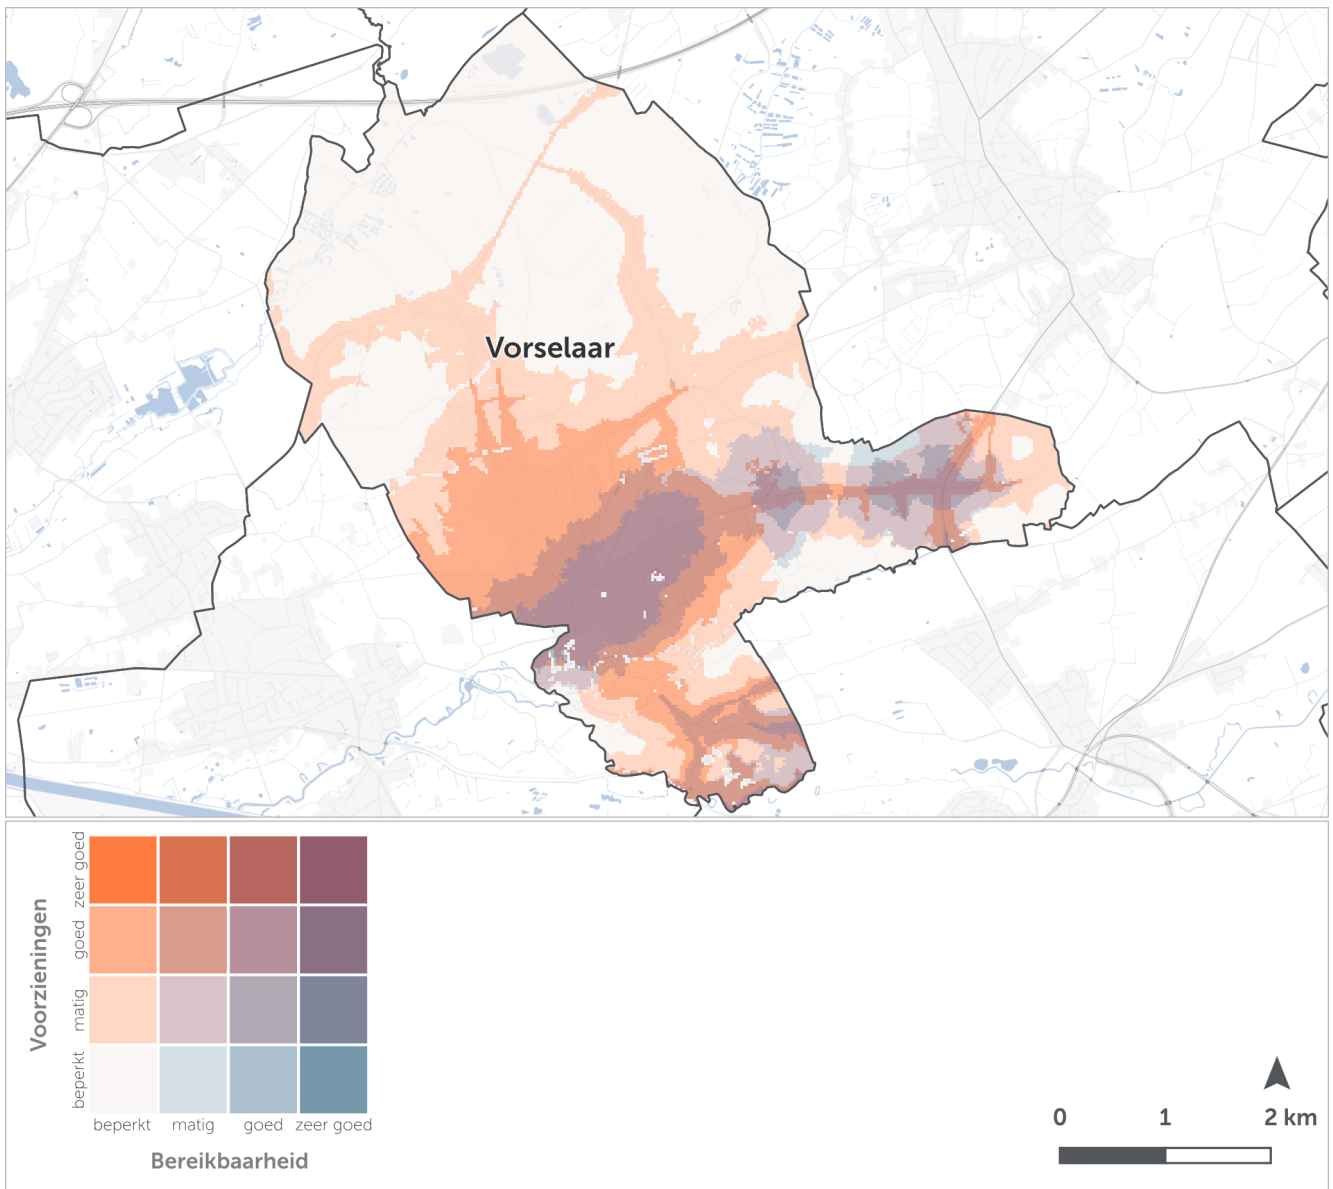 Vorselaar
Voorzieningen
zeer goed
goed
matig
beperkt
beperkt matig goed zeer goed
Bereikbaarheid
0 1 2 km